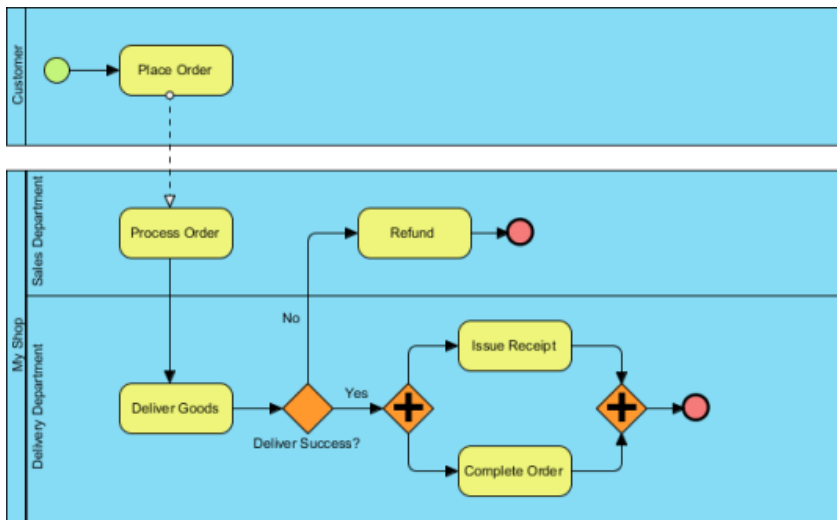 Customer
Place Order
My Shop
Sales Department
Process Order
Refund
No
Delivery Department
Deliver Goods
Deliver Success?
Yes
Issue Receipt
Complete Order